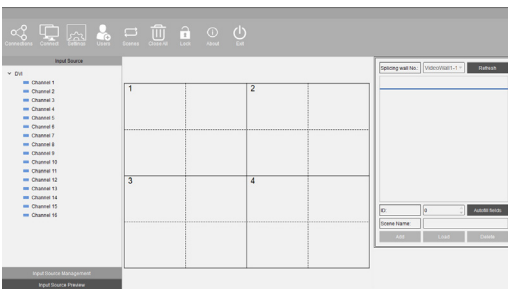 Connections Connect Settings Users Scenes Close All Lock About Exit
Input Source
DVI
Channel 1
Channel 2
Channel 3
Channel 4
Channel 5
Channel 6
Channel 7
Channel 8
Channel 9
Channel 10
Channel 11
Channel 12
Channel 13
Channel 14
Channel 15
Channel 16
Input Source Management
Input Source Preview
1 2
3 4
Splicing wall No.: VideoWall1-1 Refresh
ID: 0 Autofill fields
Scene Name:
Add Load Delete